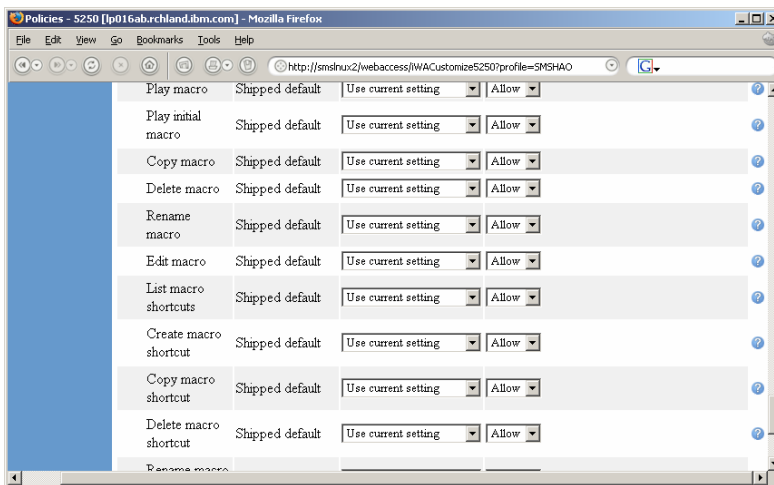 Policies - 5250 [lp016ab.rchland.ibm.com] - Mozilla Firefox
File Edit View Go Bookmarks Tools Help
http://smslnux2/webaccess/iWACustomize5250?profile=SMSHAO G
Play macro Shipped default Use current setting Allow ?
Play initial
macro Shipped default Use current setting Allow ?
Copy macro Shipped default Use current setting Allow ?
Delete macro Shipped default Use current setting Allow ?
Rename
macro Shipped default Use current setting Allow ?
Edit macro Shipped default Use current setting Allow ?
List macro
shortcuts Shipped default Use current setting Allow ?
Create macro
shortcut Shipped default Use current setting Allow ?
Copy macro
shortcut Shipped default Use current setting Allow ?
Delete macro
shortcut Shipped default Use current setting Allow ?
Rename macro